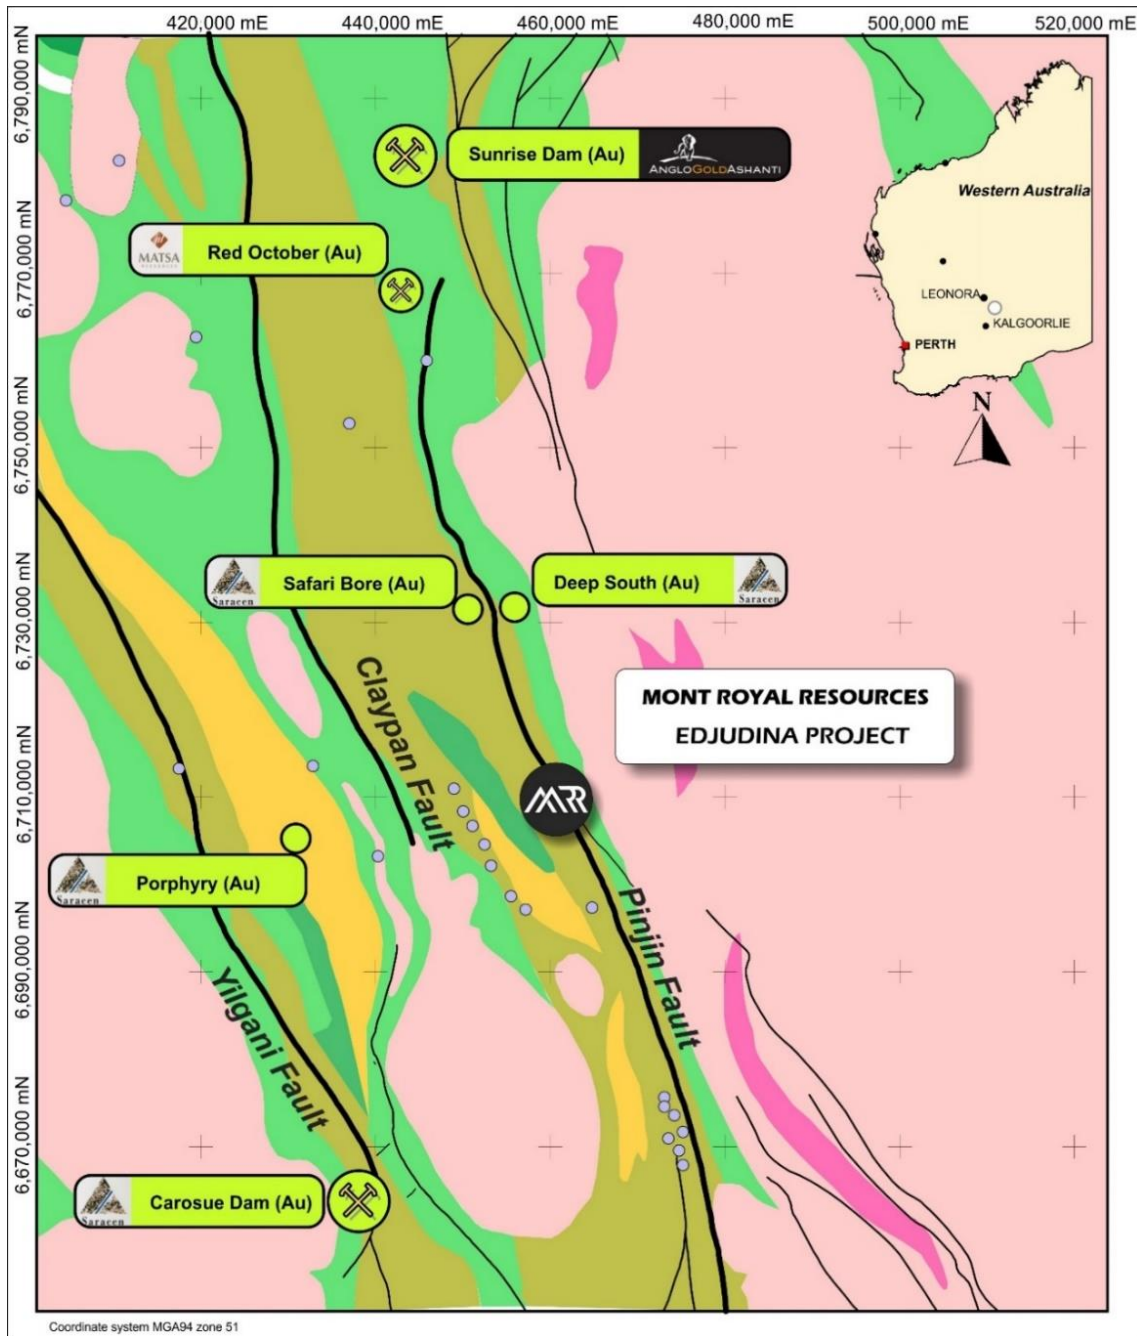 420,000 mE
440,000 mE
460,000 mE
480,000 mE
500,000 mE
520,000 mE
6,790,000 mN
6,770,000 mN
6,750,000 mN
6,730,000 mN
6,710,000 mN
6,690,000 mN
6,670,000 mN
Sunrise Dam (Au)
ANGLOGOLDASHANTI
Western Australia
LEONORA
KALGOORLIE
PERTH
N
MATSA
RESOURCES
Red October (Au)
Saracen
Safari Bore (Au)
Deep South (Au)
Saracen
Claypan Fault
MONT ROYAL RESOURCES
EDJUDINA PROJECT
MRR
Saracen
Porphyry (Au)
Pinjin Fault
Yilgani Fault
Saracen
Carosue Dam (Au)
Coordinate system MGA94 zone 51